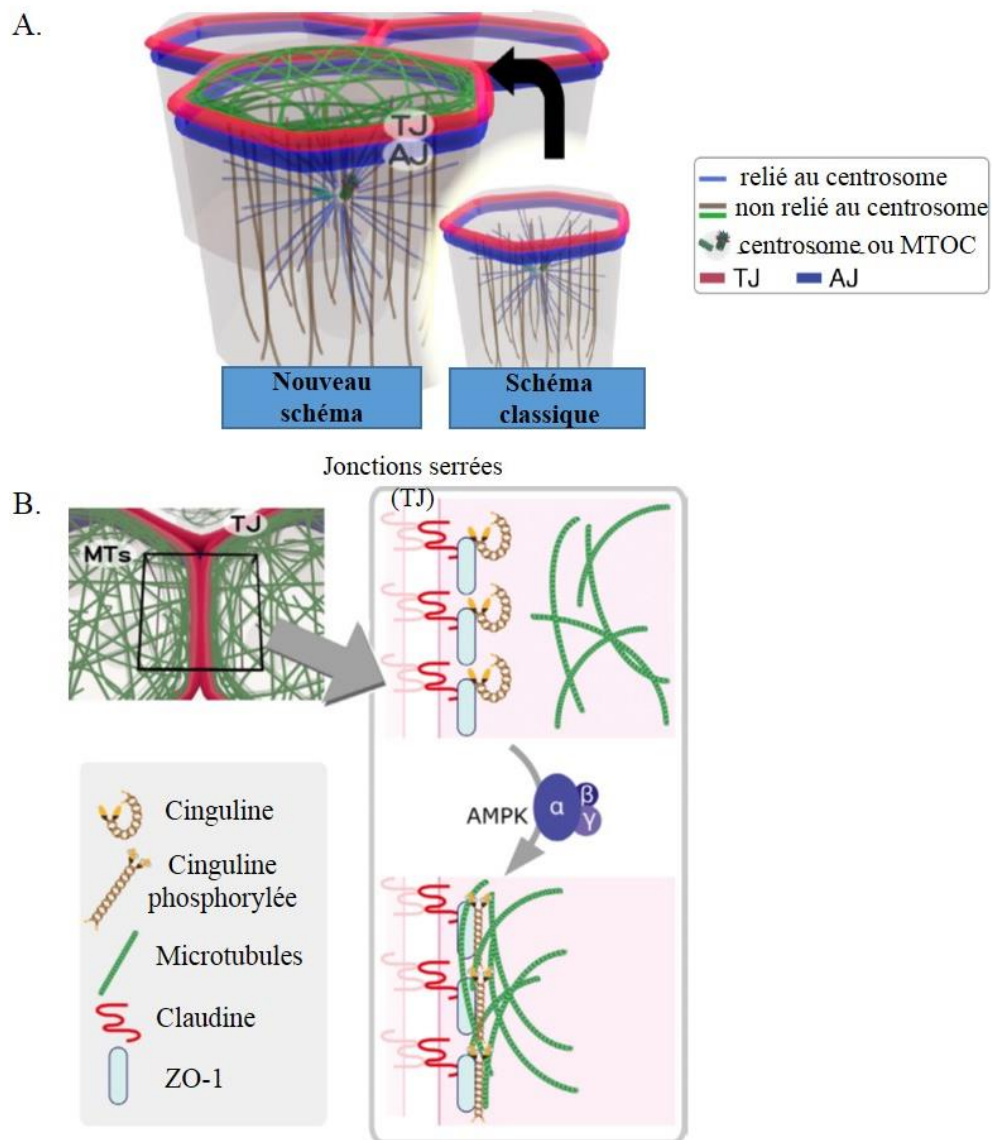 A.
TJ
AJ
relié au centrosome
non relié au centrosome
centrosome ou MTOC
TJ AJ
Nouveau
schéma
Schéma
classique
Jonctions serrées
(TJ)
B.
MTs
TJ
AMPK
α
β
γ
Cinguline
Cinguline
phosphorylée
Microtubules
Claudine
ZO-1